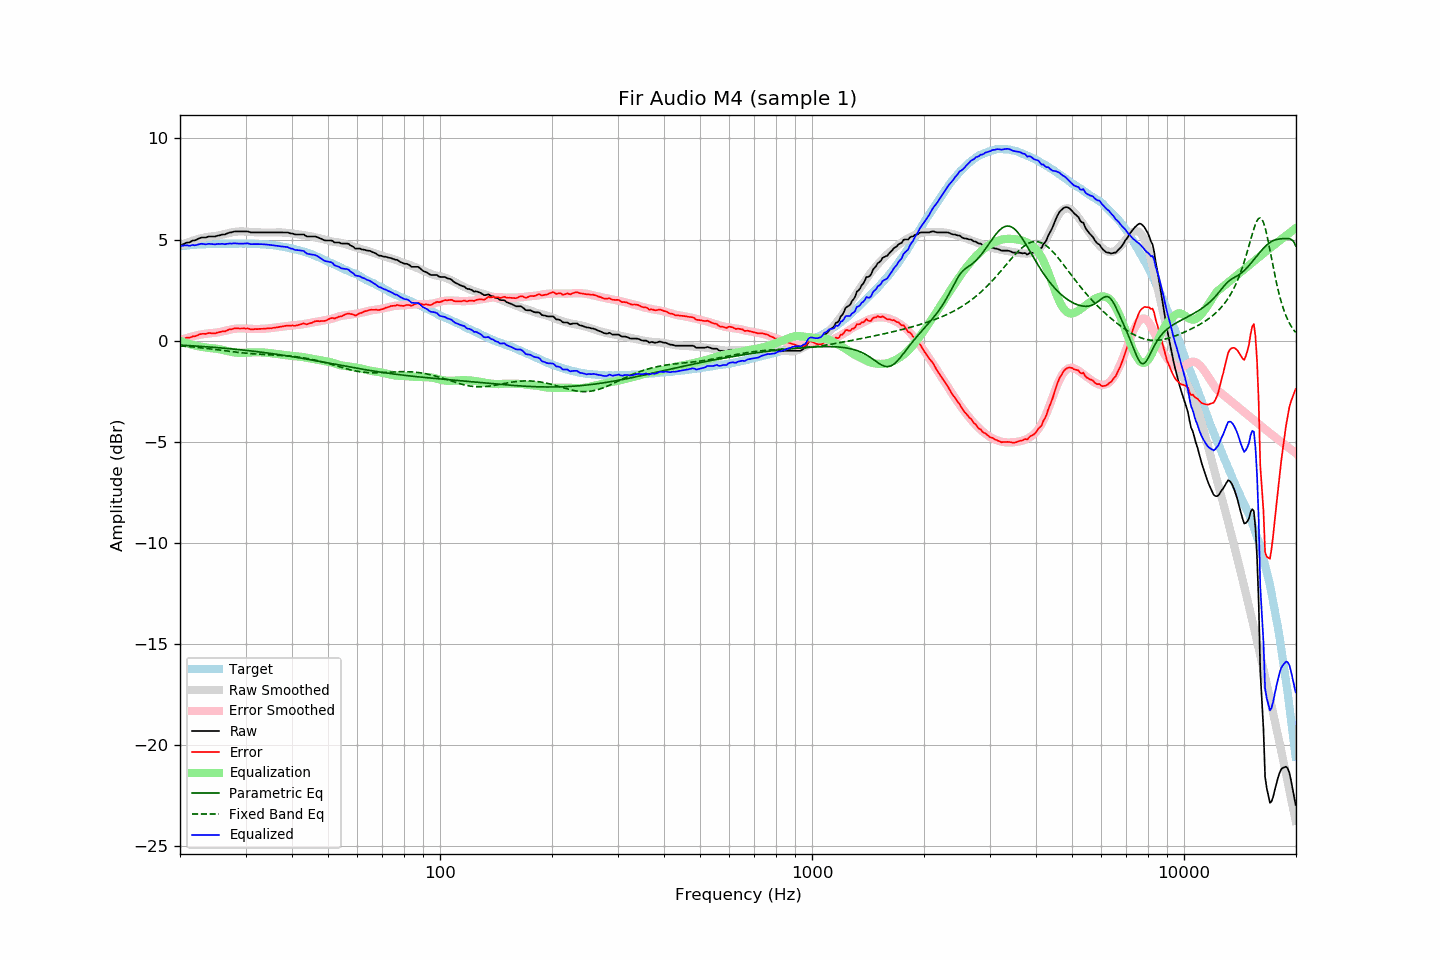 Fir Audio M4 (sample 1)
10
5
0
−5
−10
−15
−20
−25
Amplitude (dBr)
Target
Raw Smoothed
Error Smoothed
Raw
Error
Equalization
Parametric Eq
Fixed Band Eq
Equalized
100
1000
10000
Frequency (Hz)